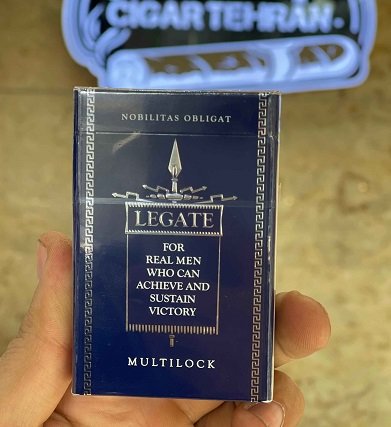 CIGARTEHRAN.
NOBILITAS OBLIGAT
LEGATE
FOR
REAL MEN
WHO CAN
ACHIEVE AND
SUSTAIN
VICTORY
MULTILOCK